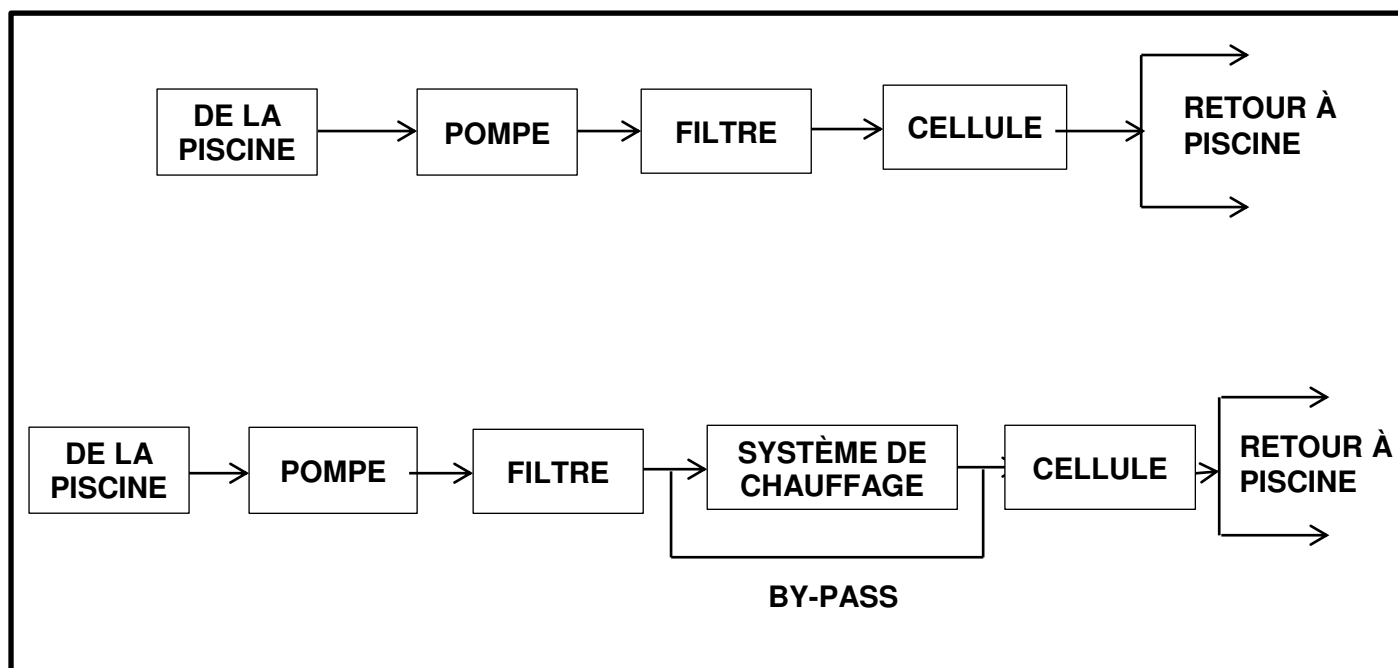 DE LA
PISCINE
POMPE
FILTRE
CELLULE
RETOUR À
PISCINE
DE LA
PISCINE
POMPE
FILTRE
SYSTÈME DE
CHAUFFAGE
CELLULE
RETOUR À
PISCINE
BY-PASS